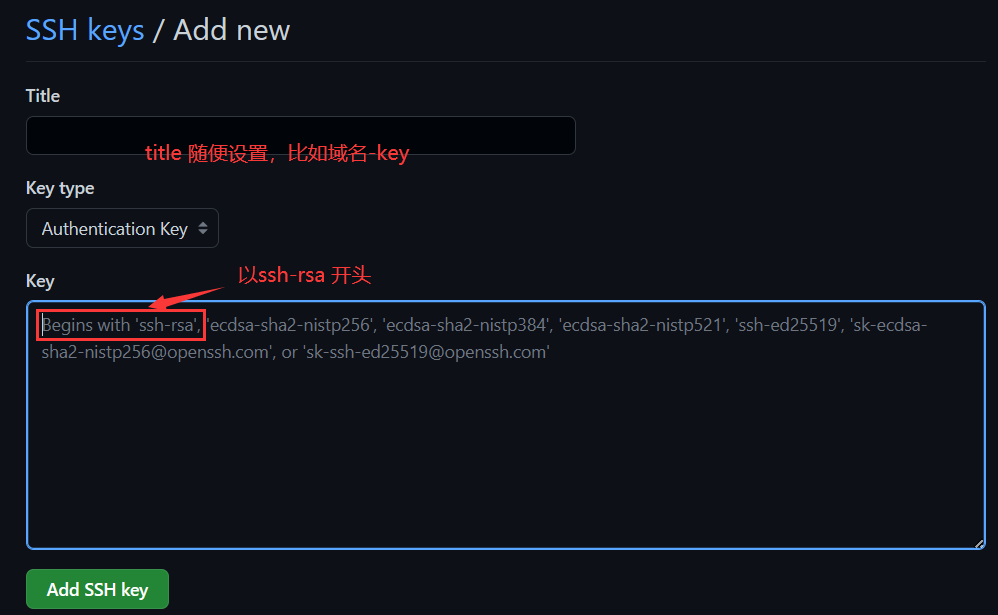 SSH keys / Add new
Title
title 随便设置，比如域名-key
Key type
Authentication Key
以ssh-rsa 开头
Key
Begins with 'ssh-rsa', 'ecdsa-sha2-nistp256', 'ecdsa-sha2-nistp384', 'ecdsa-sha2-nistp521', 'ssh-ed25519', 'sk-ecdsa-
sha2-nistp256@openssh.com', or 'sk-ssh-ed25519@openssh.com'
Add SSH key